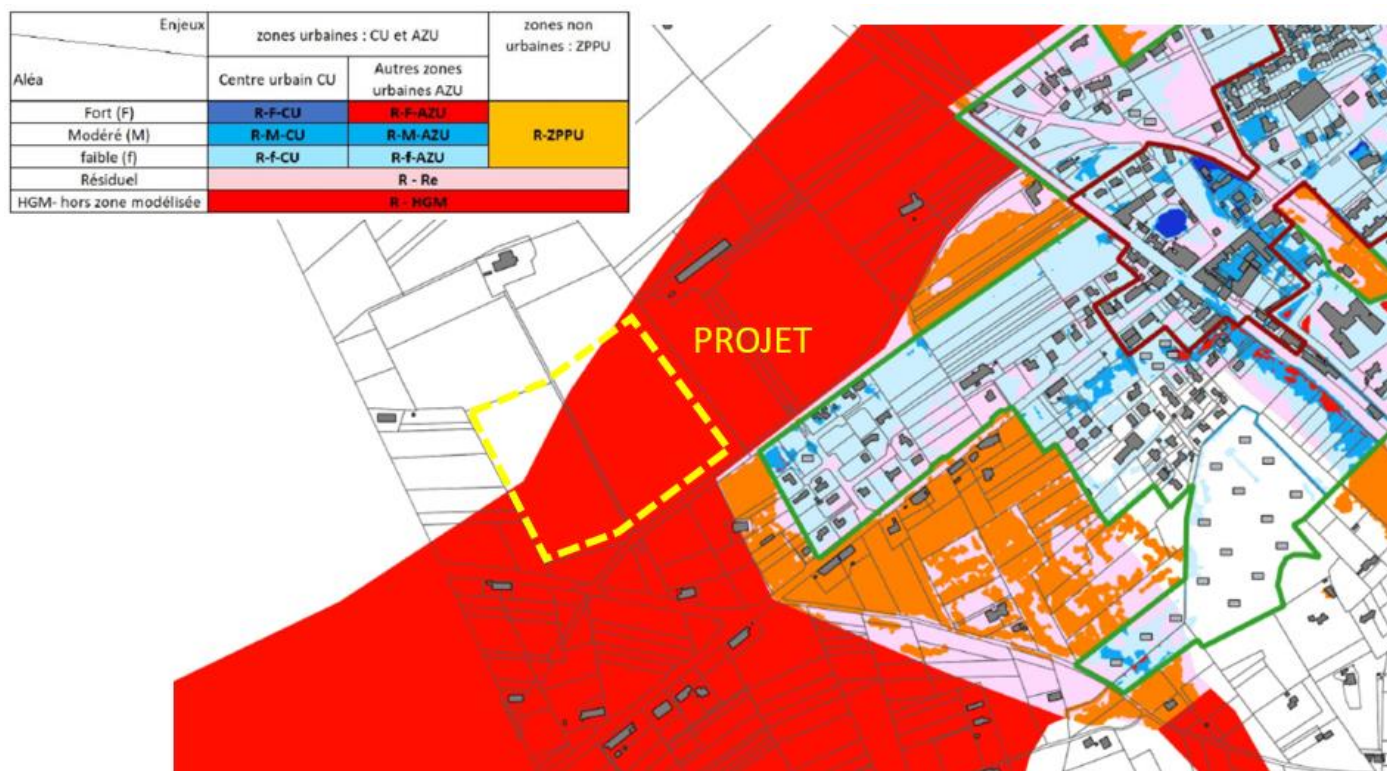 Enjeux
Aléa
zones urbaines : CU et AZU
zones non
urbaines : ZPPU
Centre urbain CU
Autres zones
urbaines AZU
Fort (F)
R-F-CU
R-F-AZU
R-ZPPU
Modéré (M)
R-M-CU
R-M-AZU
faible (f)
R-f-CU
R-f-AZU
Résiduel
R - Re
HGM- hors zone modélisée
R - HGM
PROJET